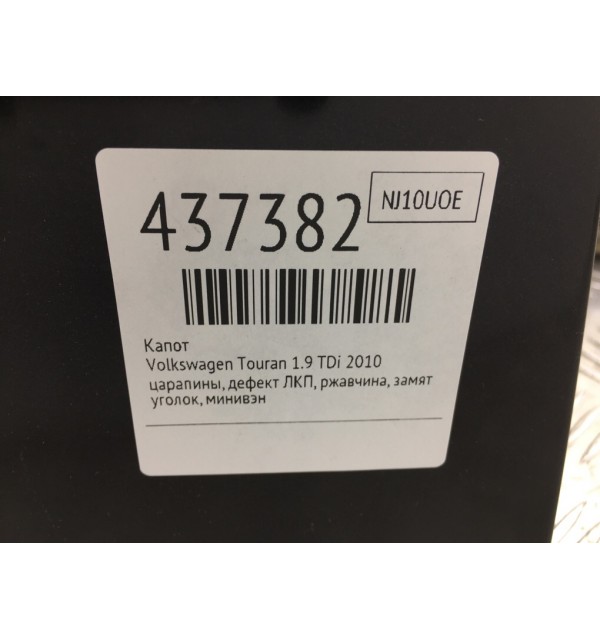 437382
NJ10UOE
Капот
Volkswagen Touran 1.9 TDi 2010
царапины, дефект ЛКП, ржавчина, замят
уголок, минивэн